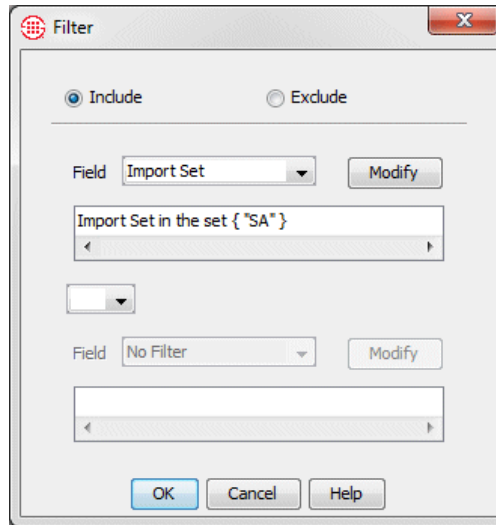 Filter
Include Exclude
Field Import Set Modify
Import Set in the set { "SA" }
Field No Filter Modify
OK Cancel Help